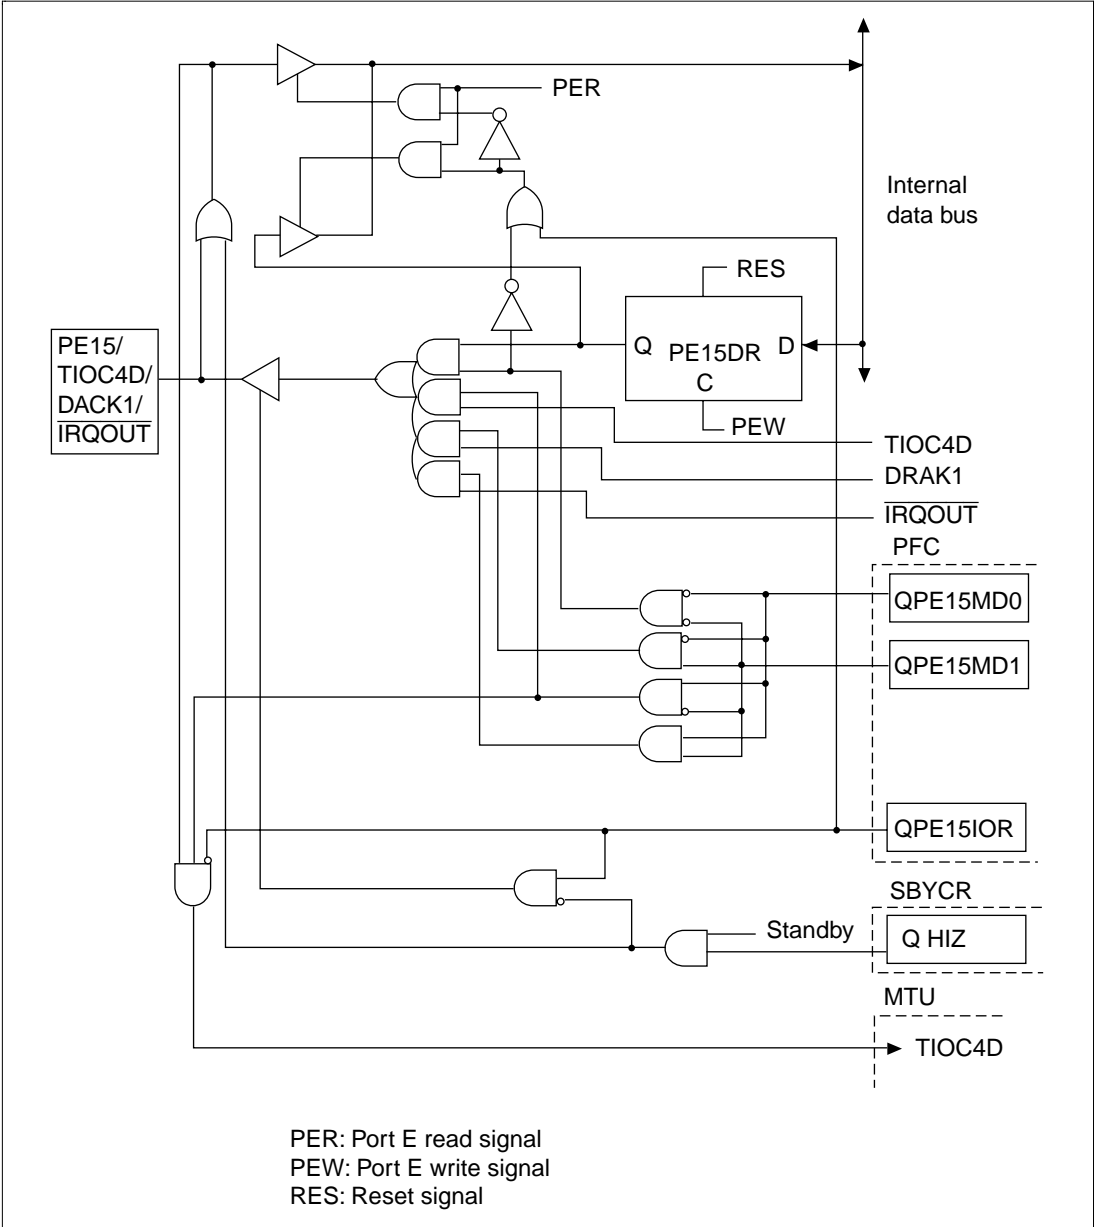 PER
Internal
data bus
RES
PE15/
TIOC4D/
DACK1/
IRQOUT
Q PE15DR D
C
PEW
TIOC4D
DRAK1
IRQOUT
PFC
QPE15MD0
QPE15MD1
QPE15IOR
SBYCR
Standby
Q HIZ
MTU
TIOC4D
PER: Port E read signal
PEW: Port E write signal
RES: Reset signal